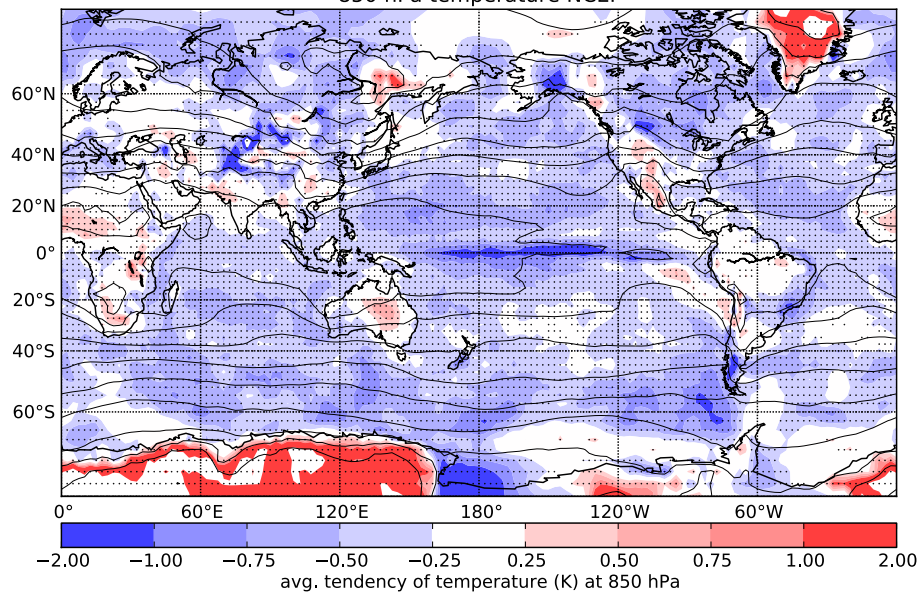 60°N
40°N
20°N
0°
20°S
40°S
60°S
0° 60°E 120°E 180° 120°W 60°W
−2.00 −1.00 −0.75 −0.50 −0.25 0.25 0.50 0.75 1.00 2.00
avg. tendency of temperature (K) at 850 hPa